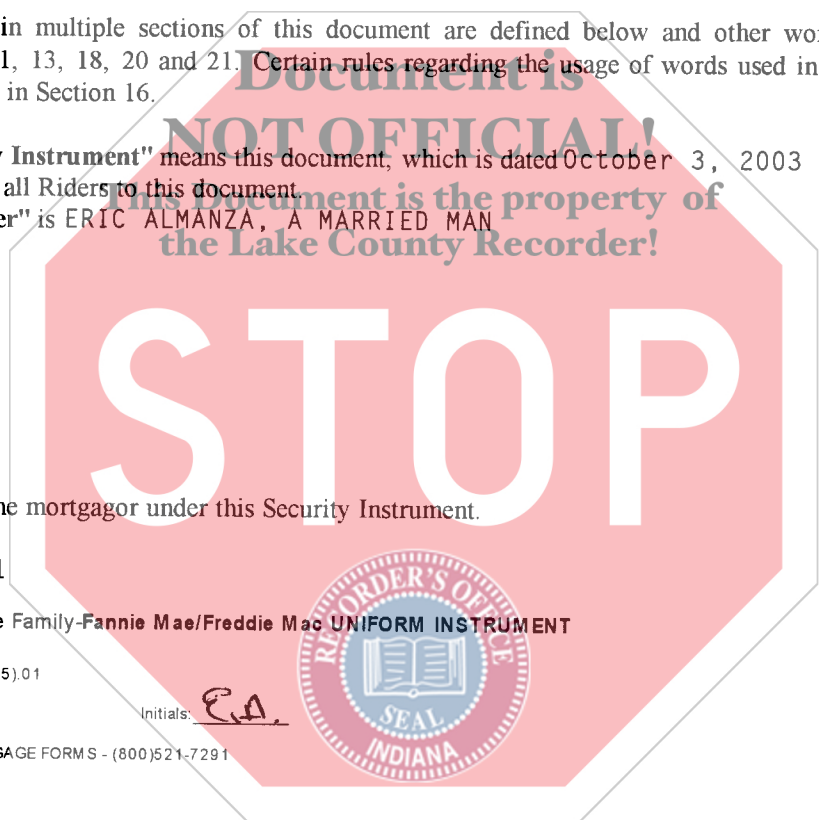 in multiple sections of this document are defined below and other wo
1, 13, 18, 20 and 21. Certain rules regarding the usage of words used in
in Section 16.
Document is
NOT OFFICIAL!
This Document is the property of
the Lake County Recorder!
y Instrument" means this document, which is dated October 3, 2003
all Riders to this document.
er" is ERIC ALMANZA, A MARRIED MAN
STOP
he mortgagor under this Security Instrument.
1
e Family-Fannie Mae/Freddie Mac UNIFORM INSTRUMENT
5).01
Initials: E.A.
GAGE FORMS - (800)521-7291
RECORDER'S OFFICE
SEAL
INDIANA